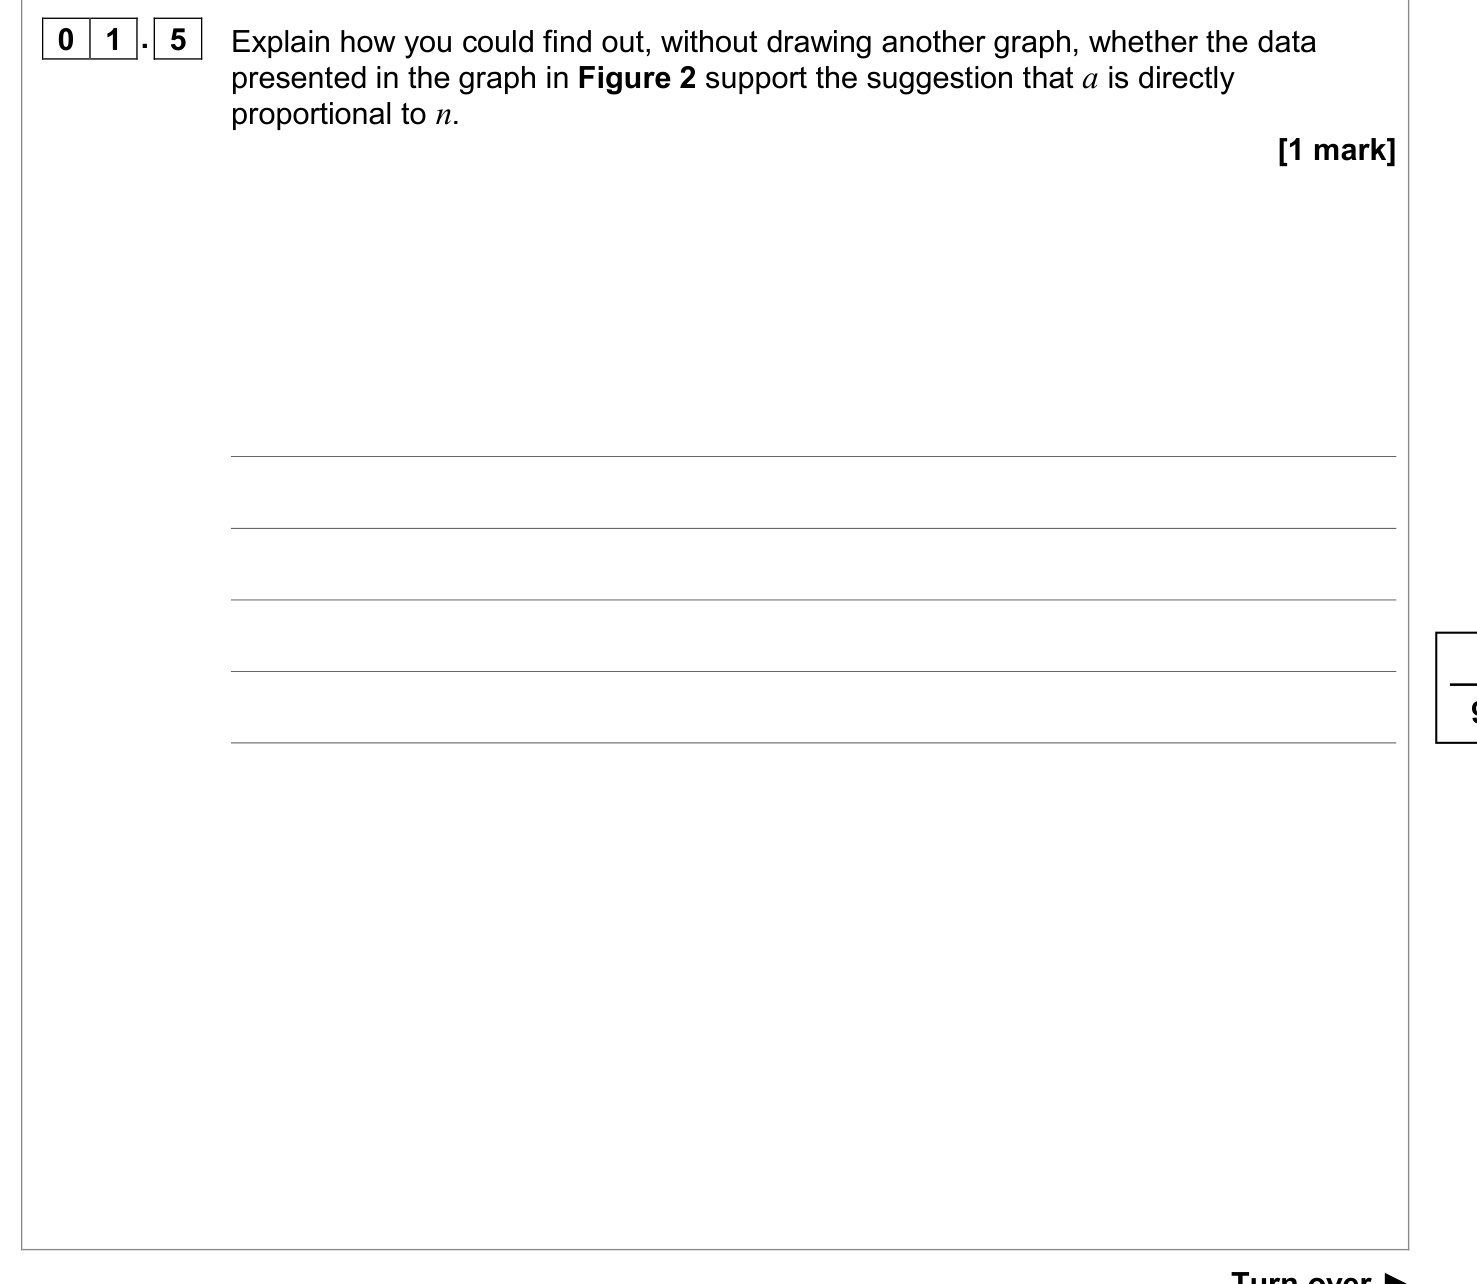 0 1 . 5 Explain how you could find out, without drawing another graph, whether the data
presented in the graph in Figure 2 support the suggestion that a is directly
proportional to n.
[1 mark]
9
Turn over ►